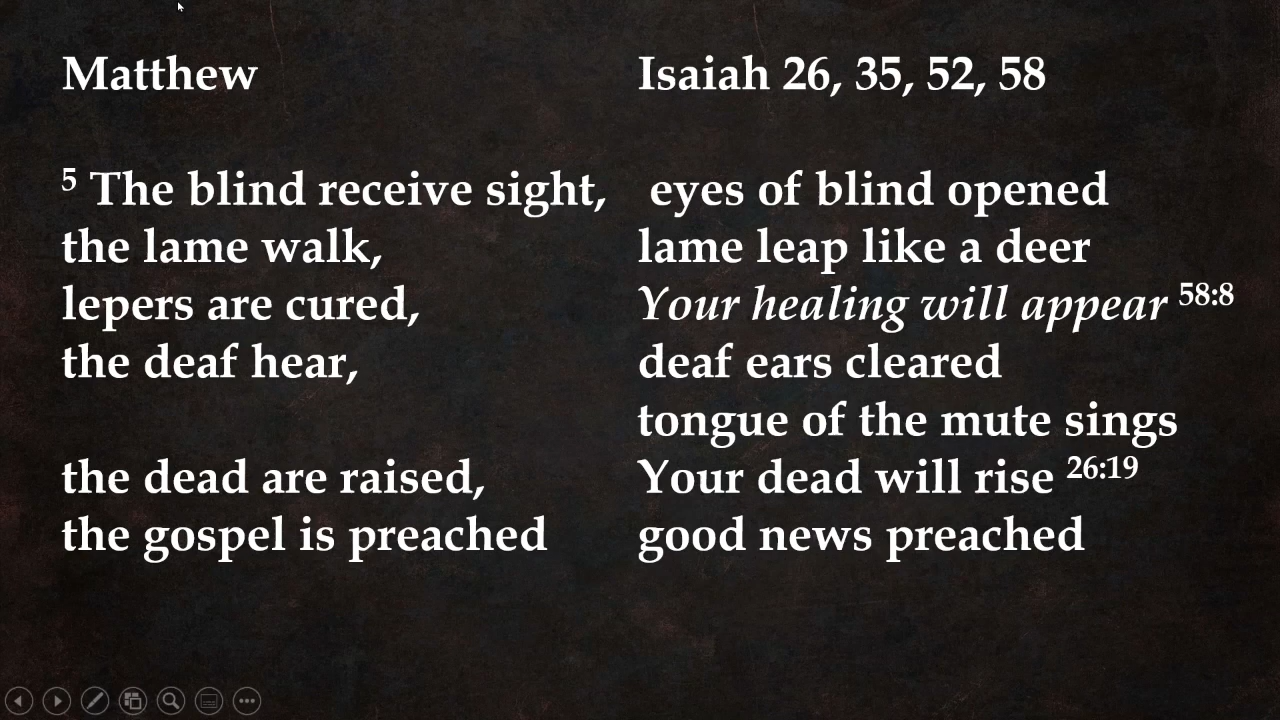 Matthew
Isaiah 26, 35, 52, 58
5 The blind receive sight,
eyes of blind opened
the lame walk,
lame leap like a deer
lepers are cured,
Your healing will appear 58:8
the deaf hear,
deaf ears cleared
tongue of the mute sings
the dead are raised,
Your dead will rise 26:19
the gospel is preached
good news preached